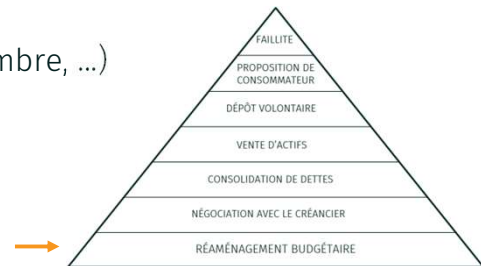 mbre, ...)
FAILLITE
PROPOSITION DE
CONSOMMATEUR
DÉPÔT VOLONTAIRE
VENTE D'ACTIFS
CONSOLIDATION DE DETTES
NÉGOCIATION AVEC LE CRÉANCIER
RÉAMÉNAGEMENT BUDGÉTAIRE